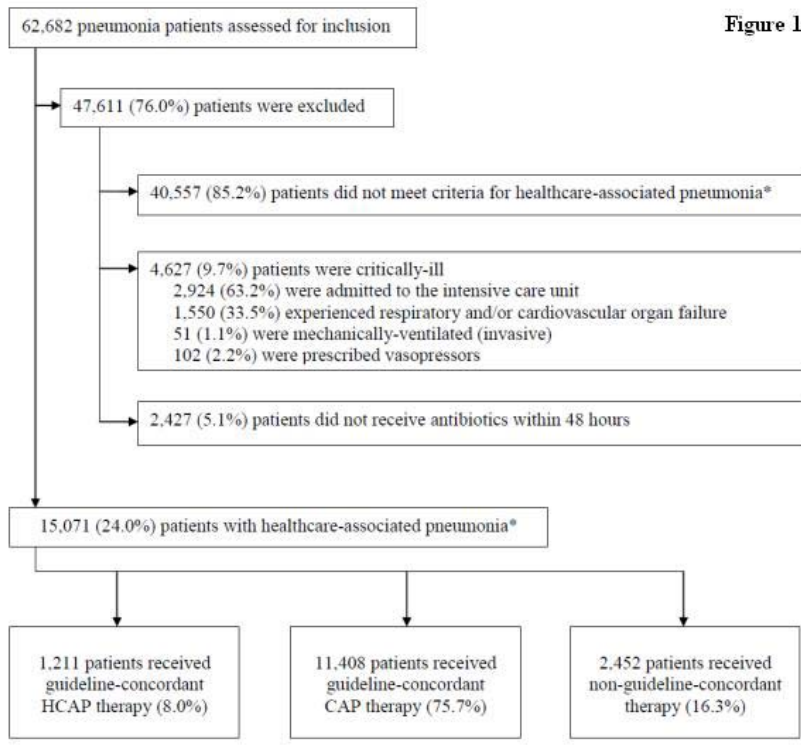 62,682 pneumonia patients assessed for inclusion
Figure 1
47,611 (76.0%) patients were excluded
40,557 (85.2%) patients did not meet criteria for healthcare-associated pneumonia*
4,627 (9.7%) patients were critically-ill
2,924 (63.2%) were admitted to the intensive care unit
1,550 (33.5%) experienced respiratory and/or cardiovascular organ failure
51 (1.1%) were mechanically-ventilated (invasive)
102 (2.2%) were prescribed vasopressors
2,427 (5.1%) patients did not receive antibiotics within 48 hours
15,071 (24.0%) patients with healthcare-associated pneumonia*
1,211 patients received
guideline-concordant
HCAP therapy (8.0%)
11,408 patients received
guideline-concordant
CAP therapy (75.7%)
2,452 patients received
non-guideline-concordant
therapy (16.3%)